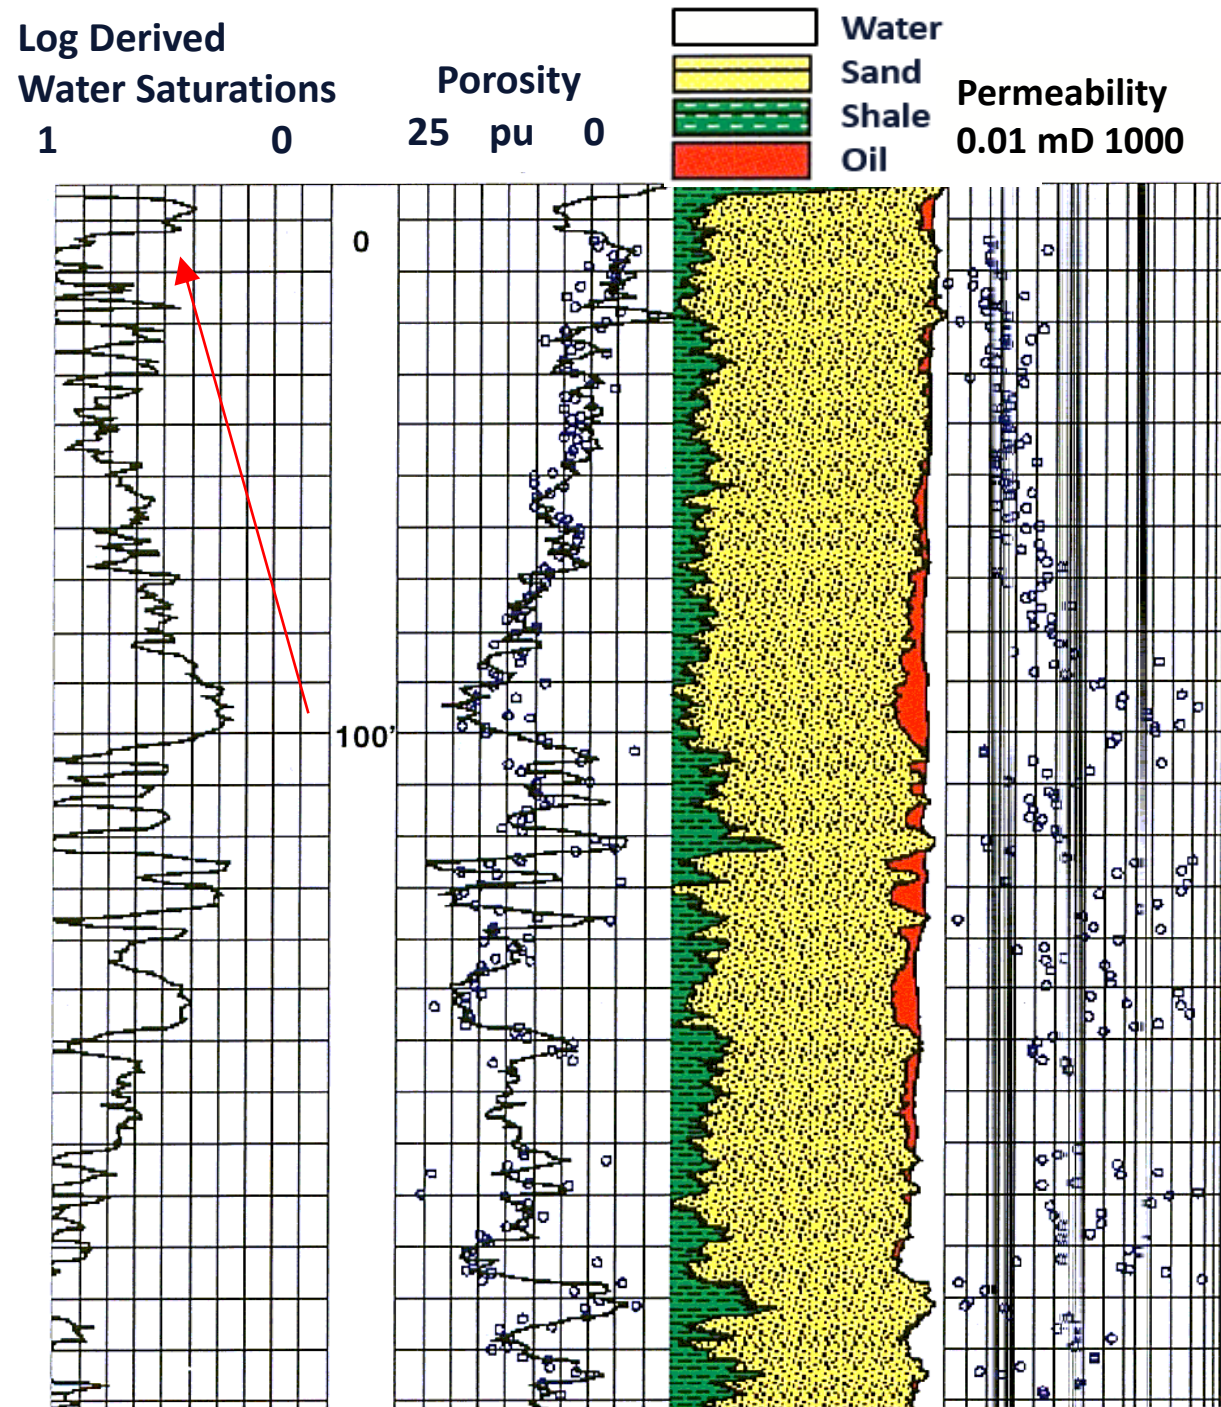 Log Derived
Water Saturations
1 0
Porosity
25 pu 0
Water
Sand
Shale
Oil
Permeability
0.01 mD 1000
0
100'